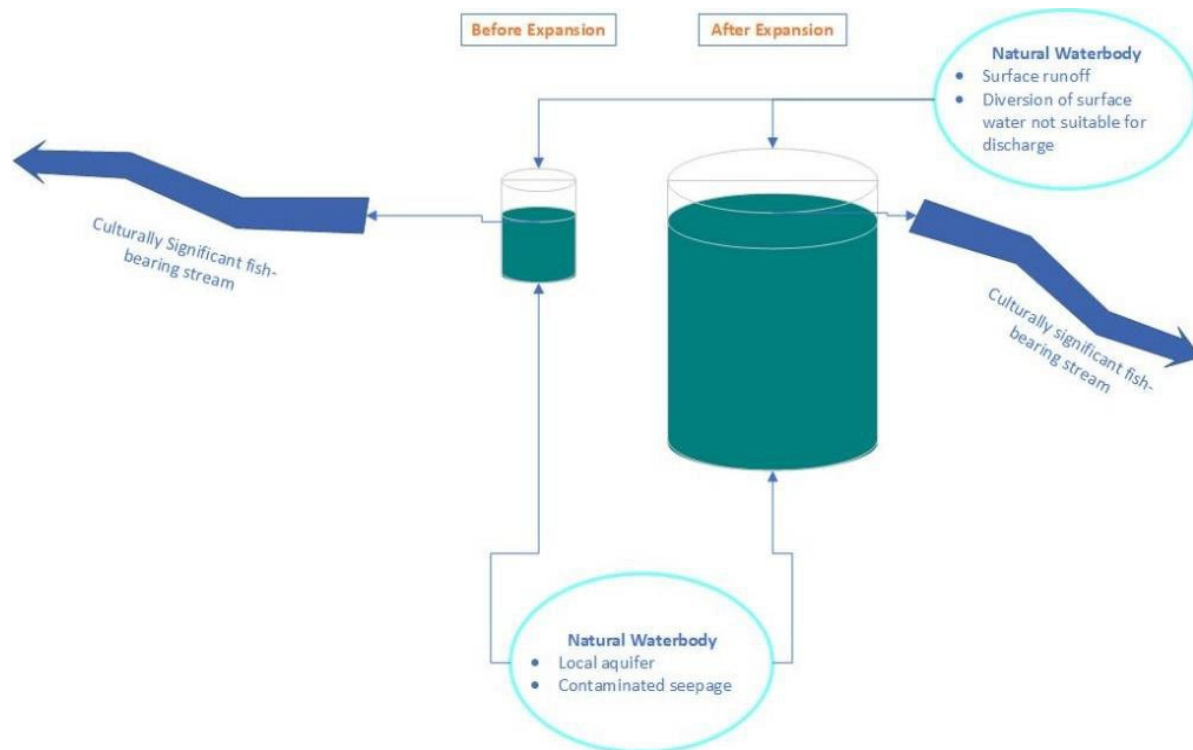 Before Expansion
After Expansion
Natural Waterbody
• Surface runoff
• Diversion of surface
water not suitable for
discharge
Culturally Significant fish-
bearing stream
Culturally significant fish-
bearing stream
Natural Waterbody
• Local aquifer
• Contaminated seepage